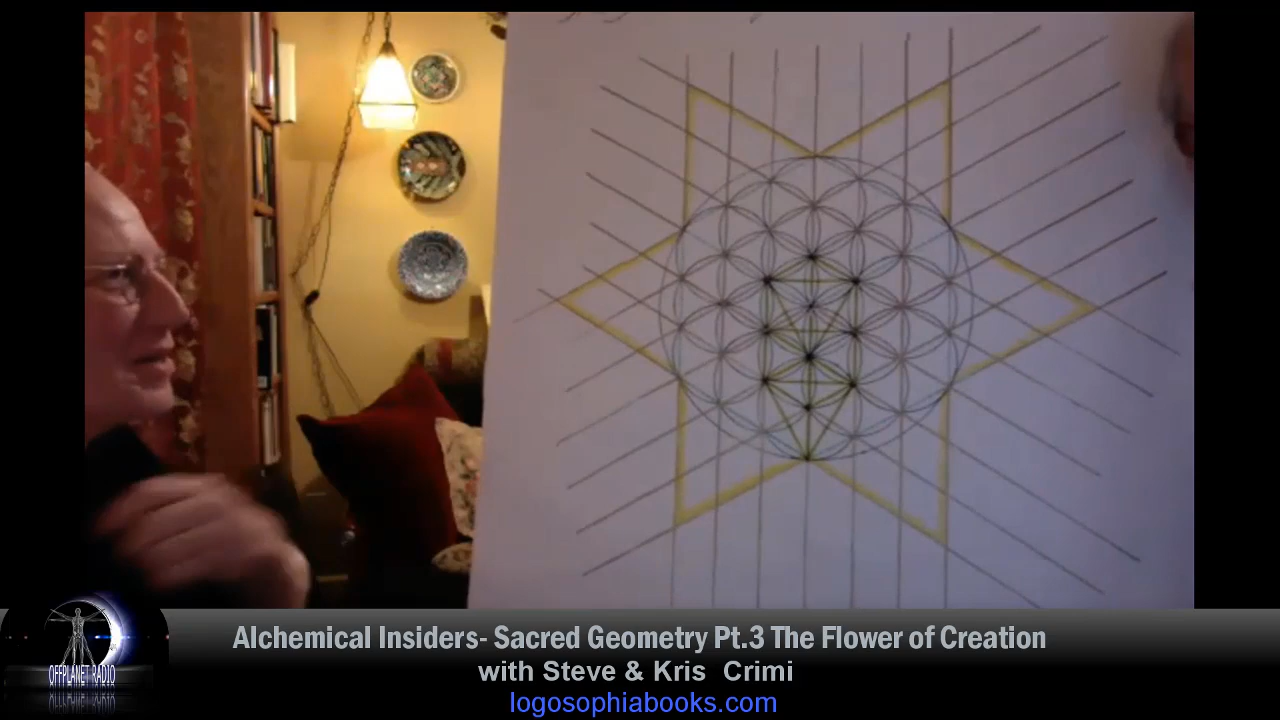 Alchemical Insiders- Sacred Geometry Pt.3 The Flower of Creation
with Steve & Kris Crimi
logosophiabooks.com
OFFPLANET RADIO